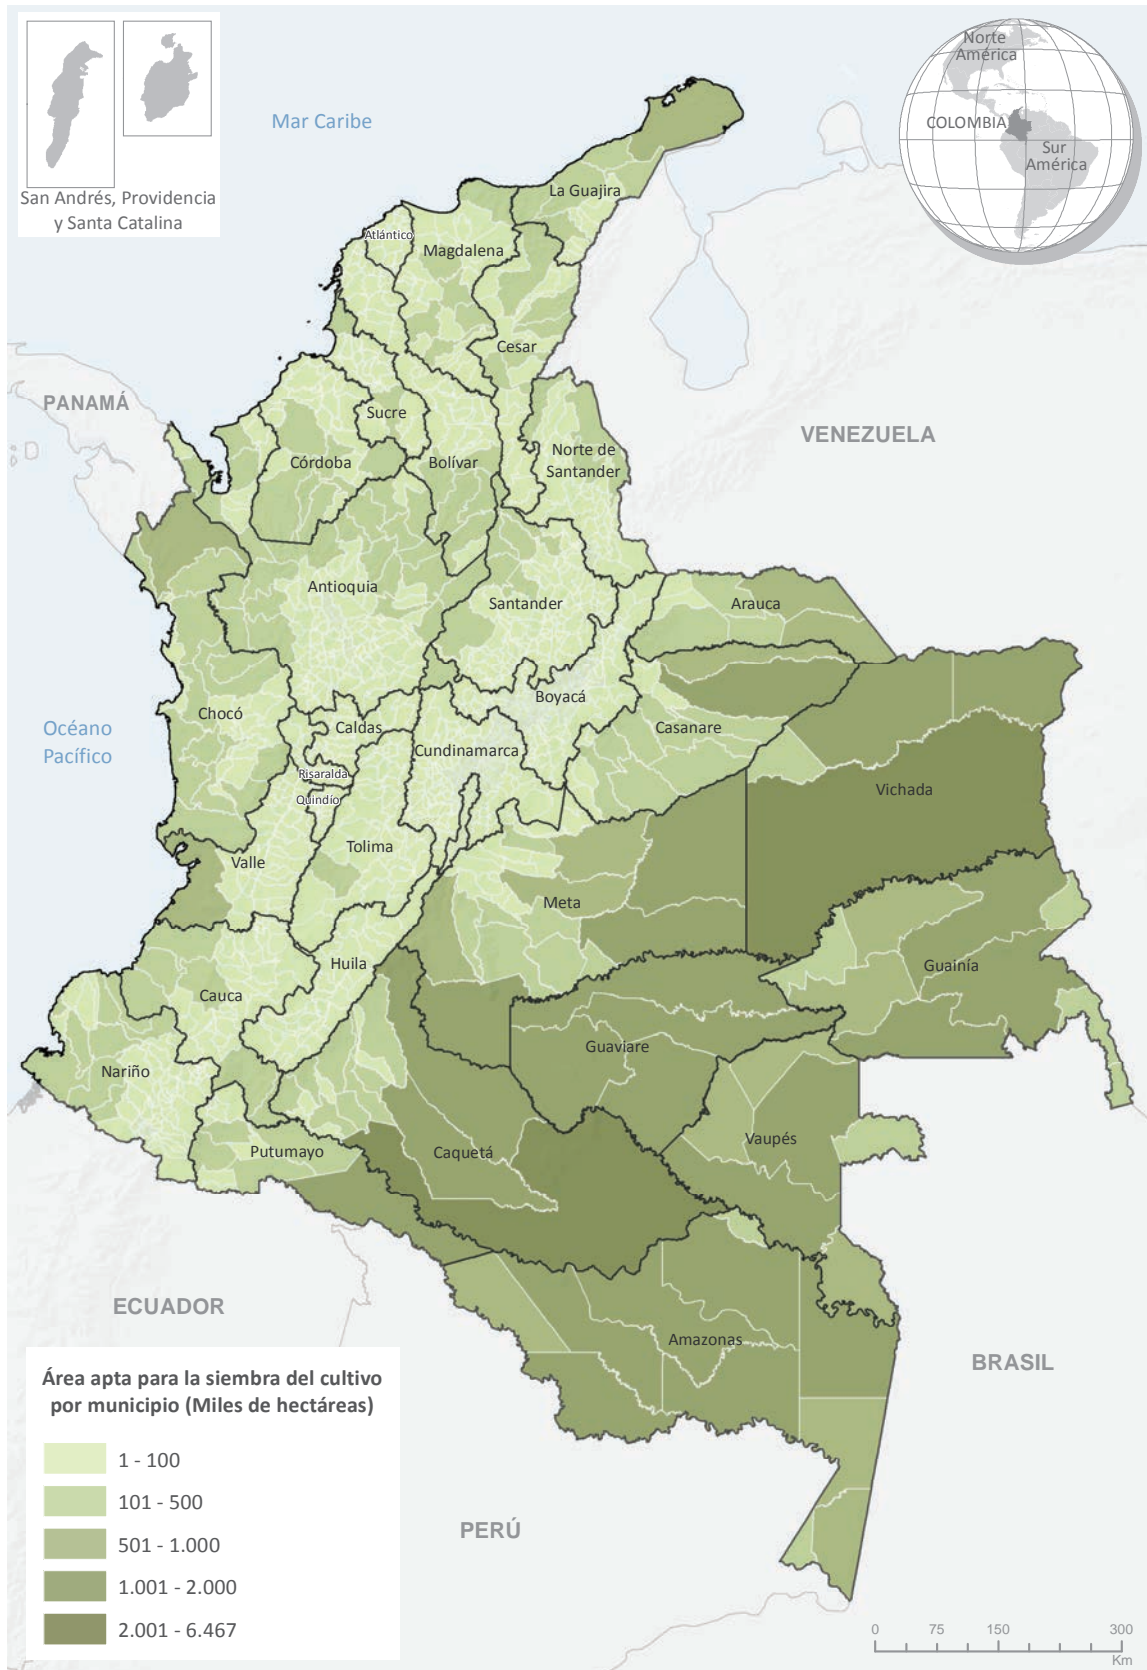 Norte
América
COLOMBIA
Sur
América
San Andrés, Providencia
y Santa Catalina
Mar Caribe
La Guajira
Atlántico
Magdalena
Cesar
PANAMÁ
VENEZUELA
Sucre
Córdoba
Bolívar
Norte de
Santander
Antioquia
Santander
Arauca
Boyacá
Chocó
Caldas
Casanare
Océano
Pacífico
Cundinamarca
Risaralda
Quindío
Vichada
Valle
Tolima
Meta
Huila
Guainía
Cauca
Guaviare
Nariño
Vaupés
Putumayo
Caquetá
ECUADOR
Amazonas
BRASIL
PERÚ
Área apta para la siembra del cultivo
por municipio (Miles de hectáreas)
1 - 100
101 - 500
501 - 1.000
1.001 - 2.000
2.001 - 6.467
0 75 150 300
Km